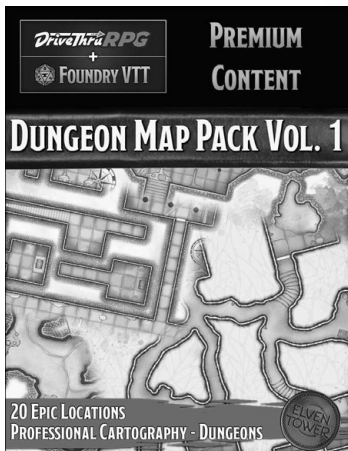 DriveThruRPG
+
Foundry VTT
Premium
Content
Dungeon Map Pack Vol. 1
20 Epic Locations
Professional Cartography - Dungeons
Elven
Tower